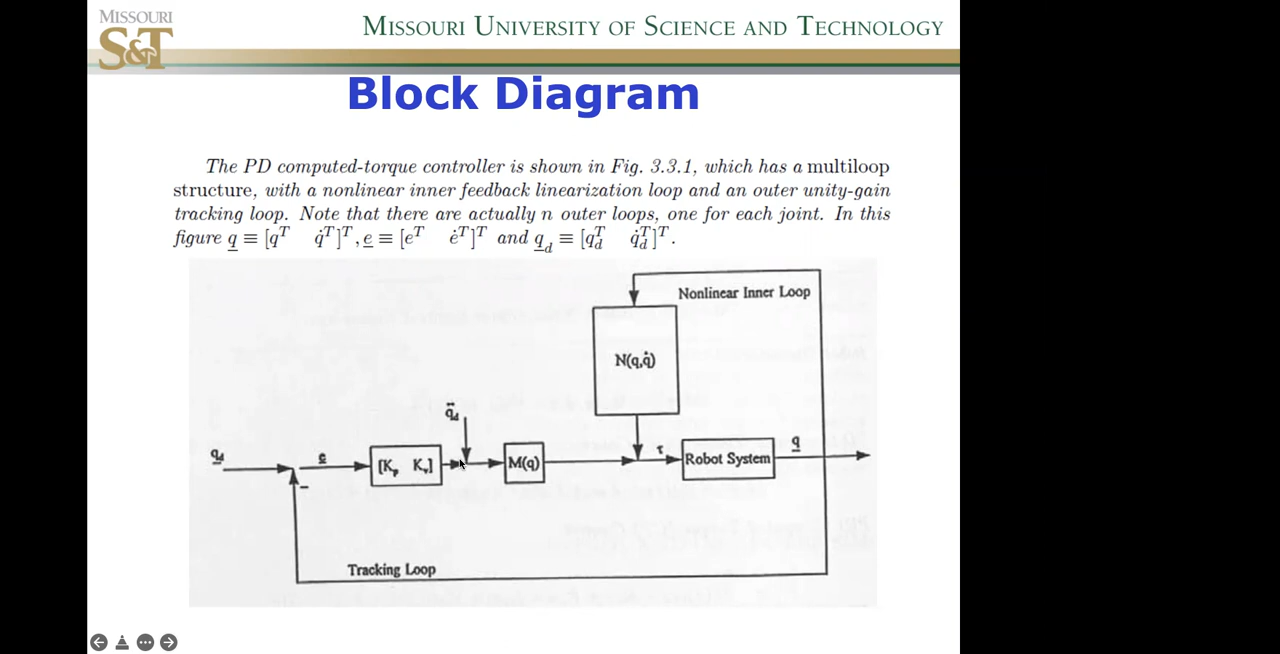 MISSOURI
S&T
MISSOURI UNIVERSITY OF SCIENCE AND TECHNOLOGY
Block Diagram
The PD computed-torque controller is shown in Fig. 3.3.1, which has a multiloop
structure, with a nonlinear inner feedback linearization loop and an outer unity-gain
tracking loop. Note that there are actually n outer loops, one for each joint. In this
figure q̲ ≡ [qᵀ q̇ᵀ]ᵀ, e̲ ≡ [eᵀ ėᵀ]ᵀ and q̲_d ≡ [q_dᵀ q̇_dᵀ]ᵀ.
Nonlinear Inner Loop
N(q,q̇)
q̈_d
q̲_d
e̲
[Kₚ Kᵥ]
M(q)
τ
Robot System
q̲
−
Tracking Loop